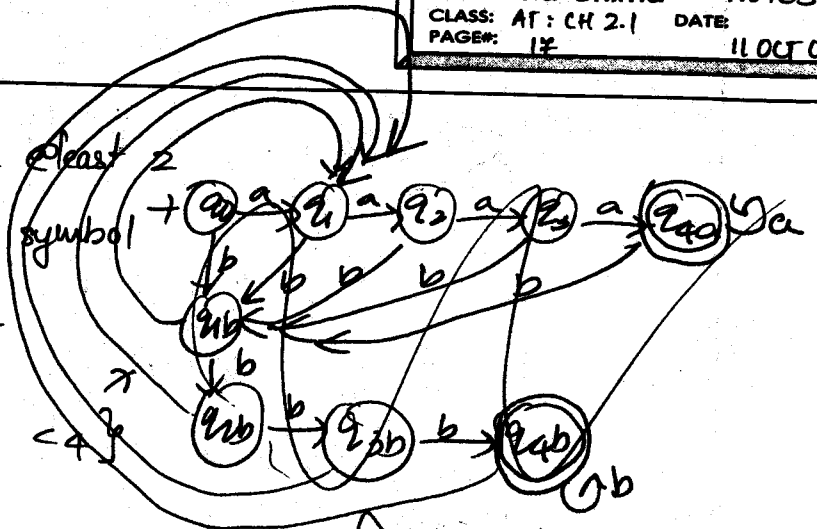 CLASS: AT: CH 2.1 DATE:
PAGE#: 17 11 OCT
@least 2
symbol + q0 a q1 a q2 a q3 a q4a a
b b b b b
q1b
b
x
< 4 } q2b b q3b b q4b
b